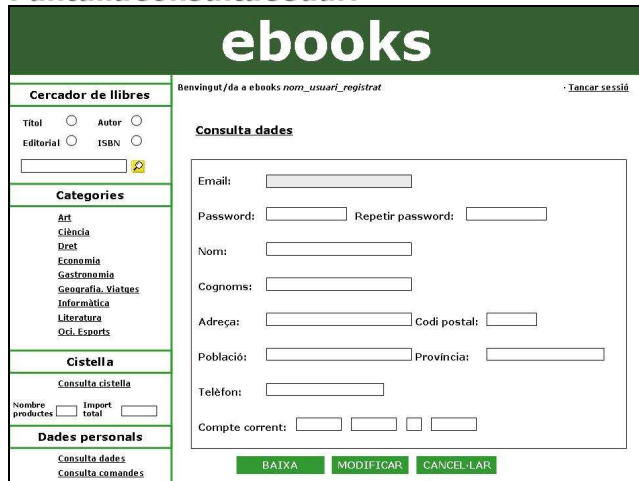 ebooks
Cercador de llibres
Títol Autor
Editorial ISBN
Categories
Art
Ciència
Dret
Economia
Gastronomia
Geografia. Viatges
Informàtica
Literatura
Oci. Esports
Cistella
Consulta cistella
Nombre productes Import total
Dades personals
Consulta dades
Consulta comandes
Benvingut/da a ebooks nom_usuari_registrat · Tancar sessió
Consulta dades
Email:
Password: Repetir password:
Nom:
Cognoms:
Adreça: Codi postal:
Població: Província:
Telèfon:
Compte corrent:
BAIXA MODIFICAR CANCEL·LAR